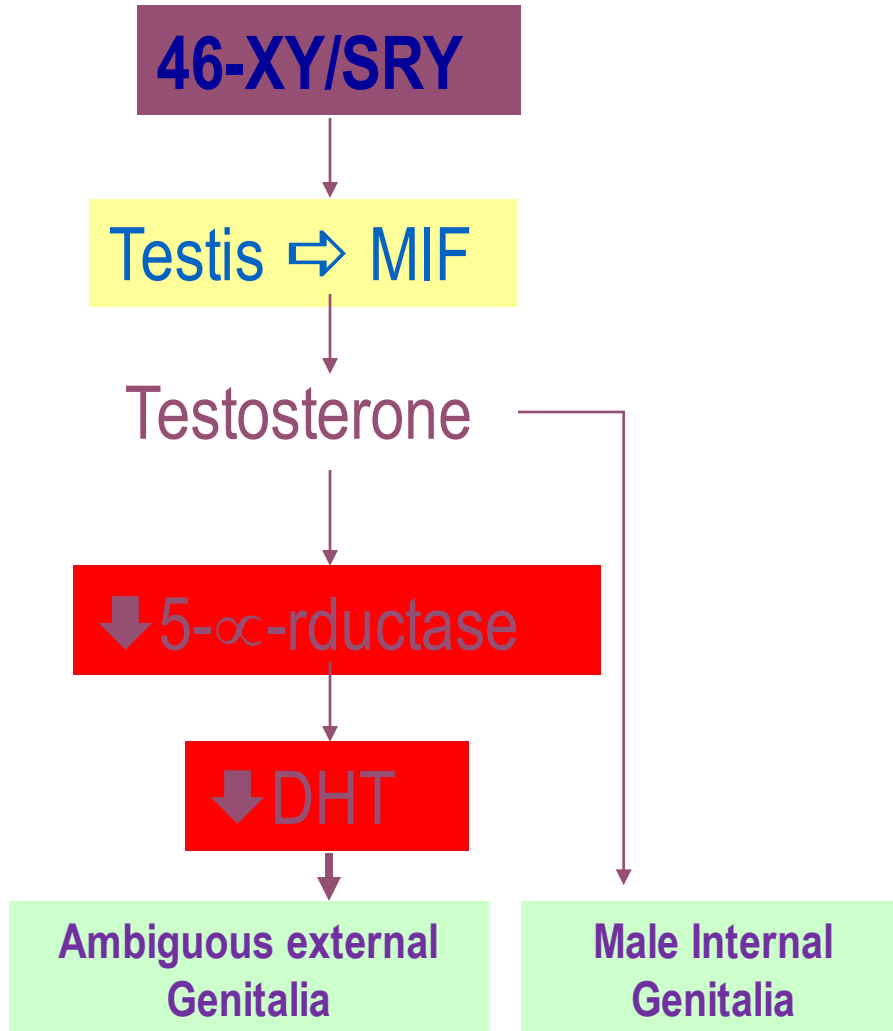 46-XY/SRY
Testis ⇨ MIF
Testosterone
🡇5-∝-rductase
🡇DHT
Ambiguous external
Genitalia
Male Internal
Genitalia